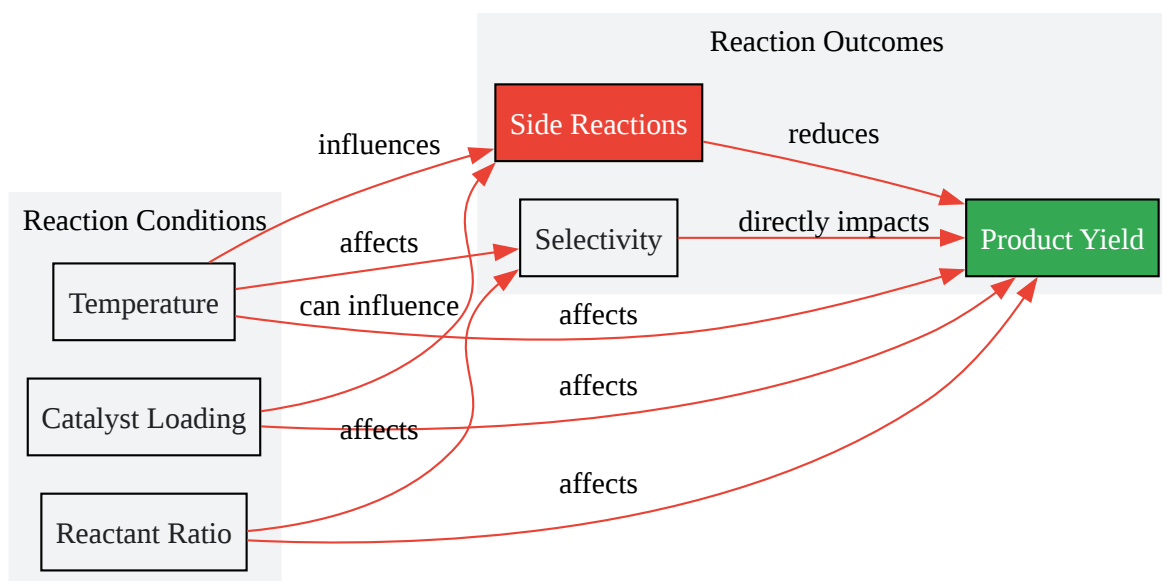 Reaction Outcomes
Side Reactions
influences
reduces
Reaction Conditions
Selectivity
directly impacts
Product Yield
affects
Temperature
can influence
affects
Catalyst Loading
affects
affects
Reactant Ratio
affects